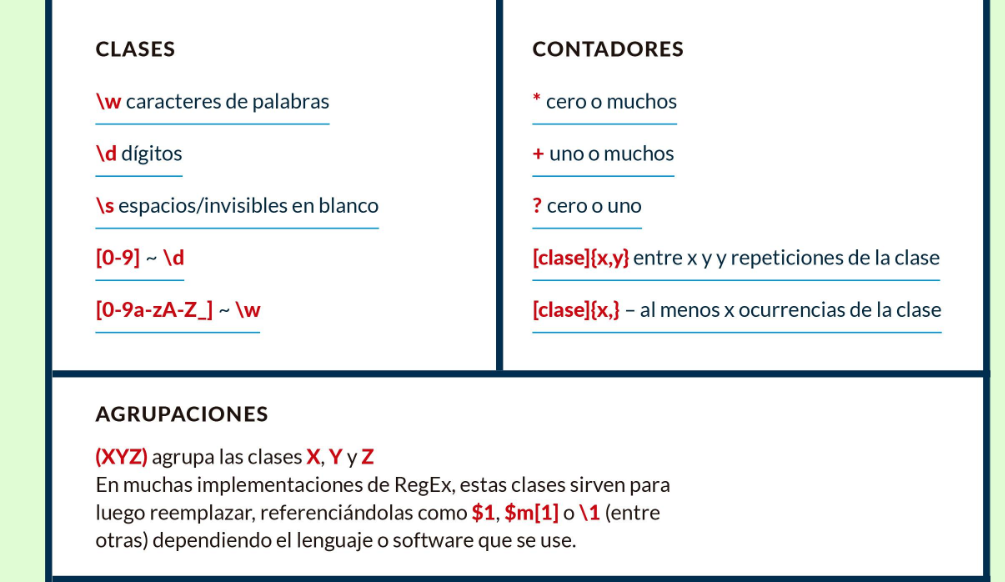 CLASES
\w caracteres de palabras
\d dígitos
\s espacios/invisibles en blanco
[0-9] ~ \d
[0-9a-zA-Z_] ~ \w
CONTADORES
* cero o muchos
+ uno o muchos
? cero o uno
[clase]{x,y} entre x y y repeticiones de la clase
[clase]{x,} – al menos x ocurrencias de la clase
AGRUPACIONES
(XYZ) agrupa las clases X, Y y Z
En muchas implementaciones de RegEx, estas clases sirven para
luego reemplazar, referenciándolas como $1, $m[1] o \1 (entre
otras) dependiendo el lenguaje o software que se use.